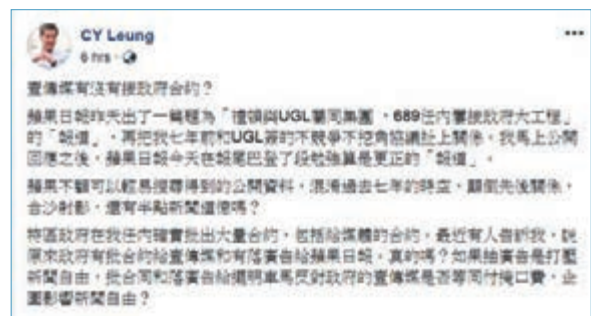 CY Leung
6 hrs
壹傳媒有沒有接政府合約？
蘋果日報昨天出了一篇題為「禮頓與UGL屬同集團，689任內屢接政府大工程」
的「報道」，再把我七年前和UGL簽的不競爭不挖角協議扯上關係。我馬上公開
回應之後，蘋果日報今天在報尾巴登了段勉強算是更正的「報道」。
蘋果不顧可以輕易搜尋得到的公開資料，混淆過去七年的時空，顛倒先後關係，
含沙射影，還有半點新聞道德嗎？
特區政府在我任內確實批出大量合約，包括給媒體的合約。最近有人告訴我，說
原來政府有批合約給壹傳媒和有落廣告給蘋果日報。真的嗎？如果抽廣告是打壓
新聞自由，批合同和落廣告給擺明車馬反對政府的壹傳媒是否等同付掩口費，企
圖影響新聞自由？